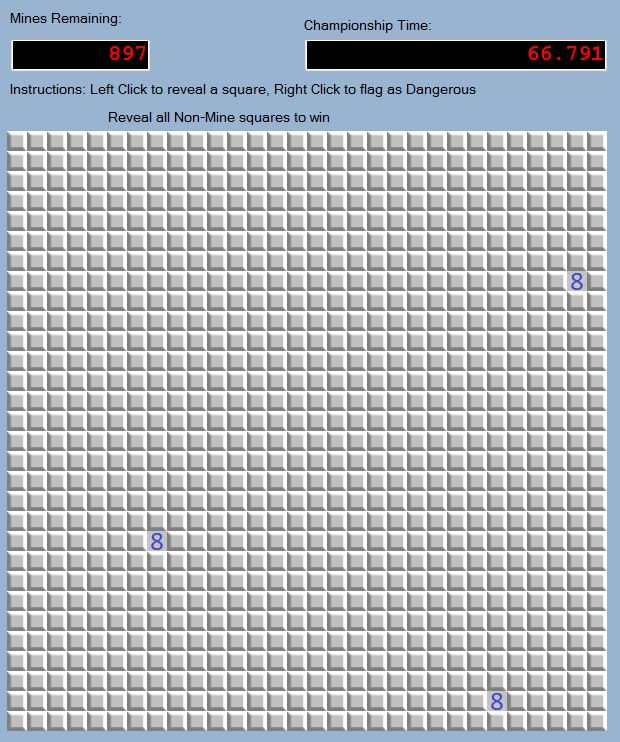 Mines Remaining:
Championship Time:
897
66.791
Instructions: Left Click to reveal a square, Right Click to flag as Dangerous
Reveal all Non-Mine squares to win
8
8
8